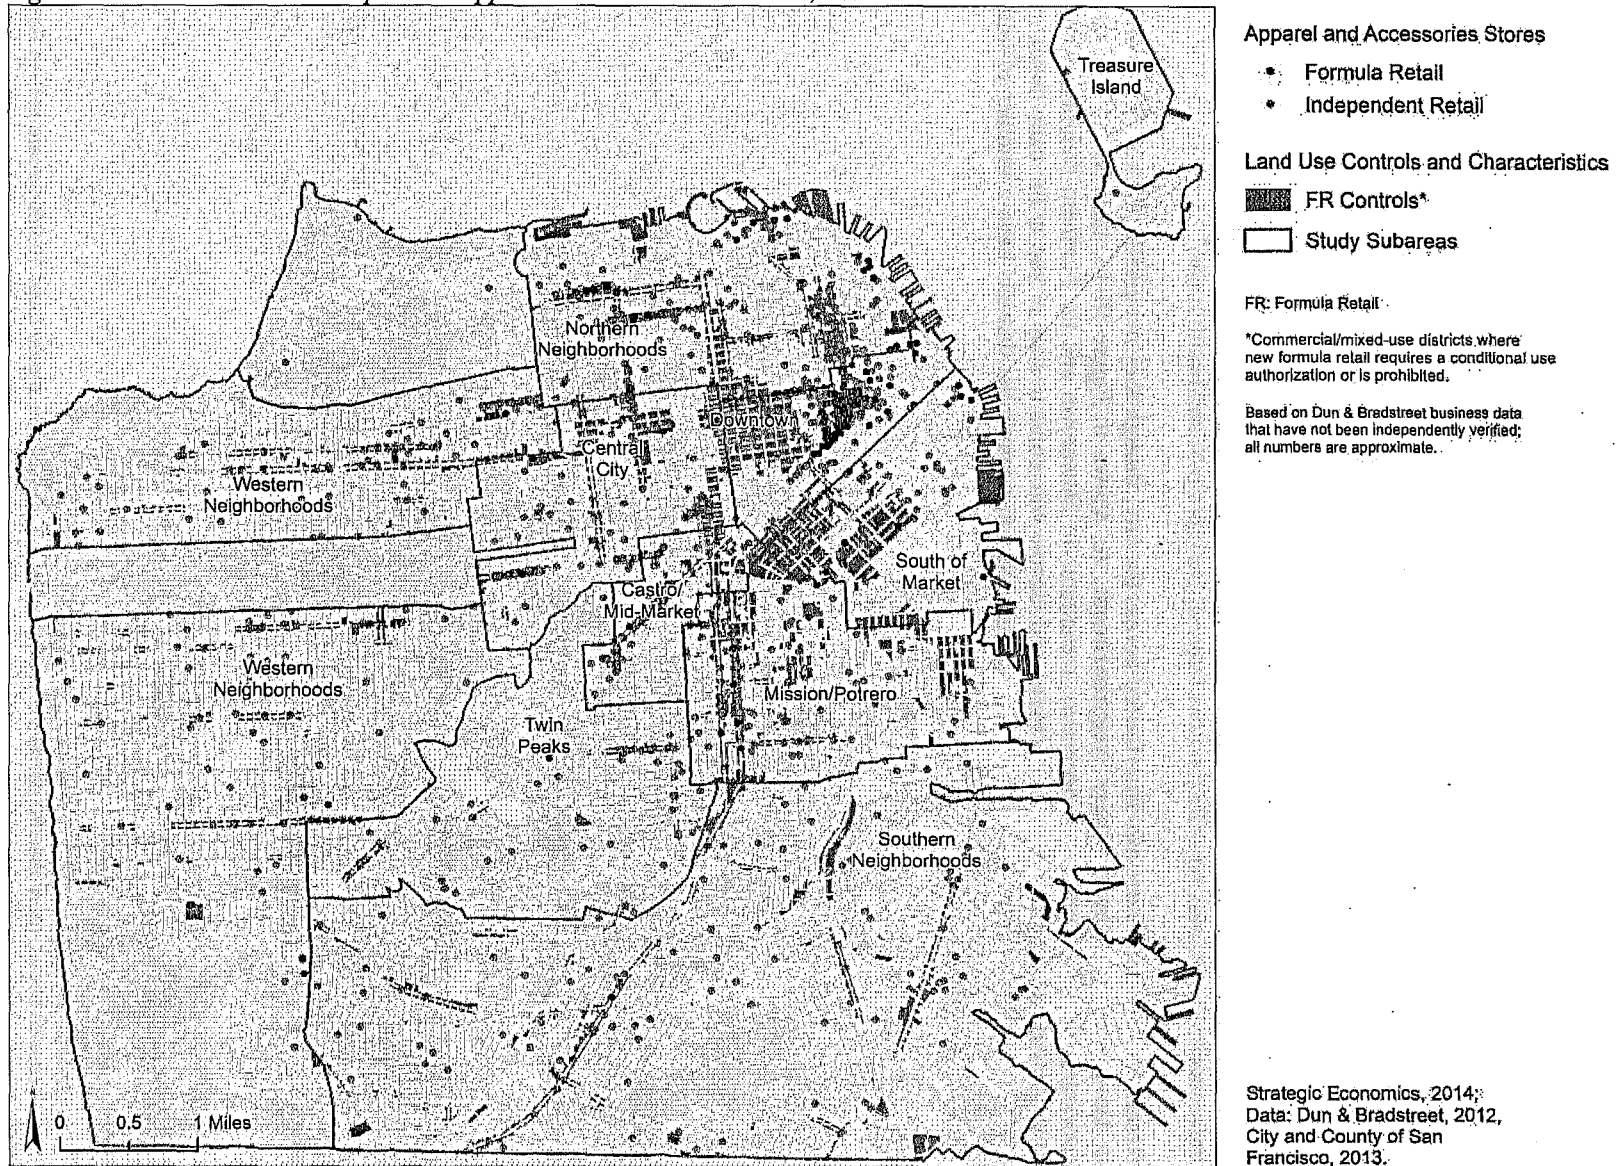 Apparel and Accessories Stores
Formula Retail
Independent Retail
Land Use Controls and Characteristics
FR Controls*
Study Subareas
FR: Formula Retail
*Commercial/mixed-use districts where
new formula retail requires a conditional use
authorization or is prohibited.
Based on Dun & Bradstreet business data
that have not been independently verified;
all numbers are approximate.
Treasure
Island
Northern
Neighborhoods
Downtown
Central
City
Western
Neighborhoods
South of
Market
Castro/
Mid-Market
Western
Neighborhoods
Mission/Potrero
Twin
Peaks
Southern
Neighborhoods
0 0.5 1 Miles
Strategic Economics, 2014;
Data: Dun & Bradstreet, 2012,
City and County of San
Francisco, 2013.